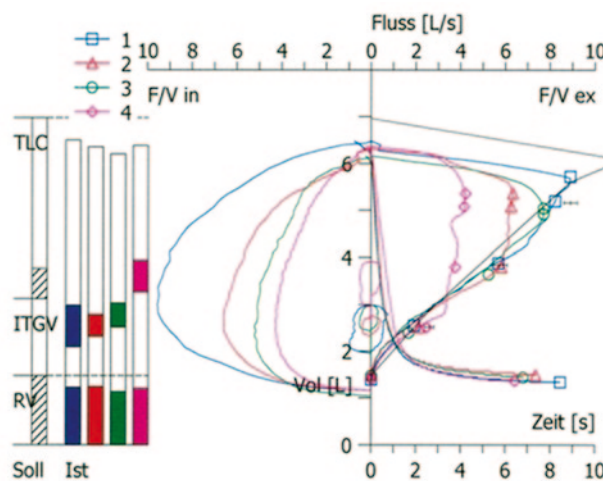 Fluss [L/s]
1
2
3
4
10 8 6 4 2 0 2 4 6 8 10
F/V in F/V ex
TLC
6
4
ITGV
2
Vol [L]
RV
Zeit [s]
0
Soll Ist
0 2 4 6 8 10